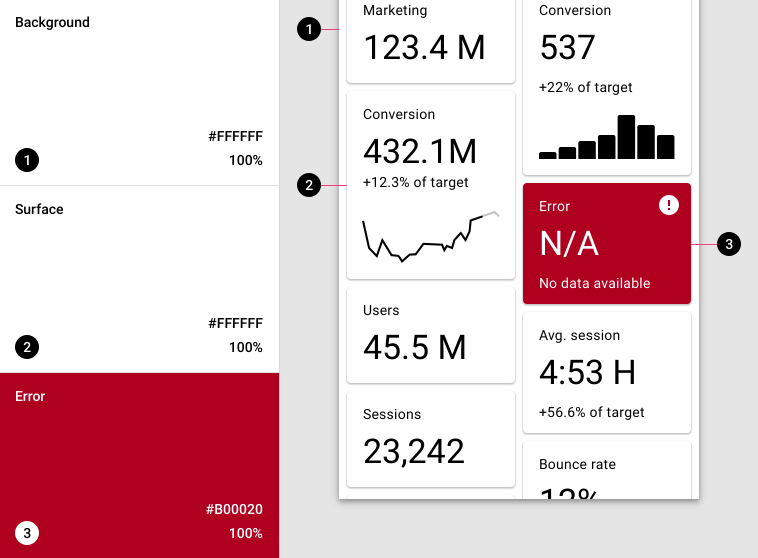 Background
#FFFFFF
1
100%
Surface
#FFFFFF
2
100%
Error
#B00020
3
100%
1
Marketing
123.4 M
2
Conversion
432.1M
+12.3% of target
Users
45.5 M
Sessions
23,242
Conversion
537
+22% of target
Error
!
N/A
No data available
3
Avg. session
4:53 H
+56.6% of target
Bounce rate
12%